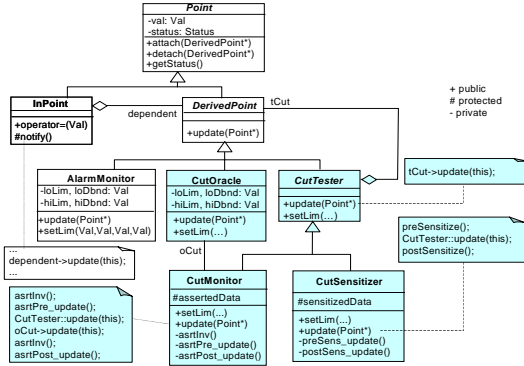 Point
-val: Val
-status: Status
+attach(DerivedPoint*)
+detach(DerivedPoint*)
+getStatus()
InPoint
+operator=(Val)
#notify()
dependent
DerivedPoint
+update(Point*)
tCut
+ public
# protected
- private
AlarmMonitor
-loLim, loDbnd: Val
-hiLim, hiDbnd: Val
+update(Point*)
+setLim(Val,Val,Val,Val)
CutOracle
-loLim, loDbnd: Val
-hiLim, hiDbnd: Val
+update(Point*)
+setLim(...)
CutTester
+update(Point*)
+setLim(...)
tCut->update(this);
preSensitize();
CutTester::update(this);
postSensitize();
...
dependent->update(this);
...
oCut
asrtInv();
asrtPre_update();
CutTester::update(this);
oCut->update(this);
asrtInv();
asrtPost_update();
CutMonitor
#assertedData
+setLim(...)
+update(Point*)
-asrtInv()
-asrtPre_update()
-asrtPost_update()
CutSensitizer
#sensitizedData
+setLim(...)
+update(Point*)
-preSens_update()
-postSens_update()